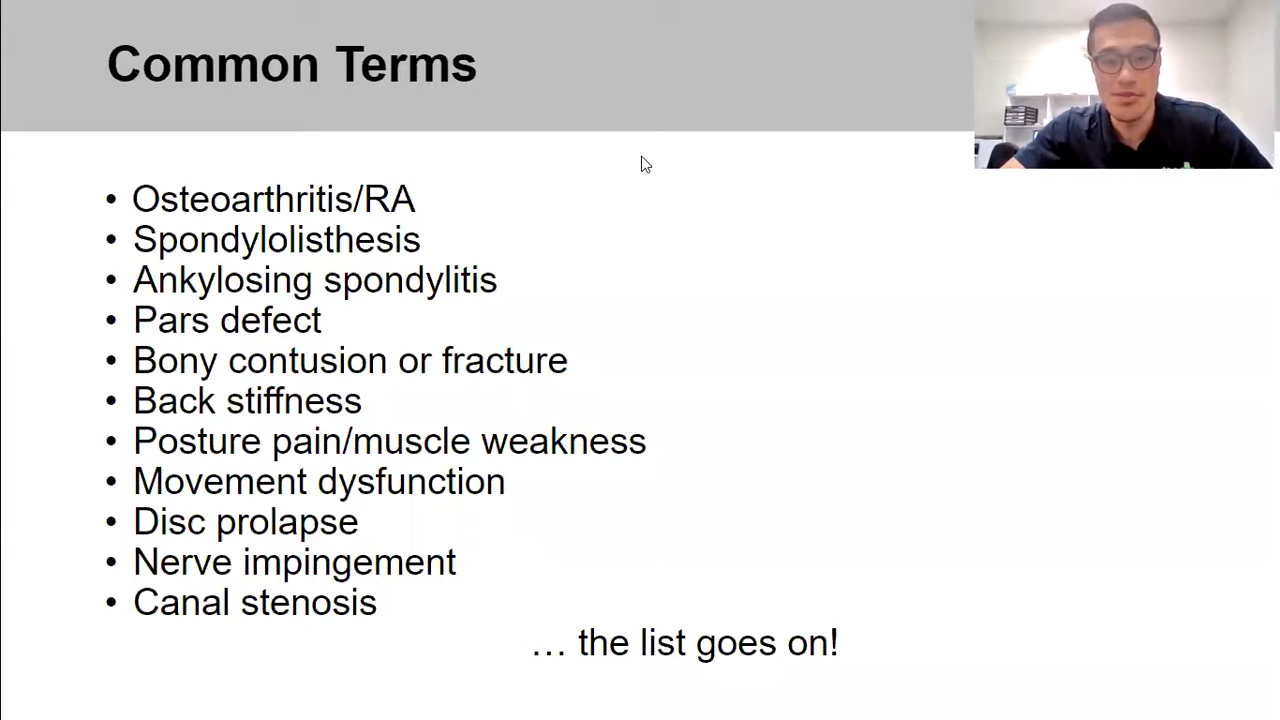 Common Terms
• Osteoarthritis/RA
• Spondylolisthesis
• Ankylosing spondylitis
• Pars defect
• Bony contusion or fracture
• Back stiffness
• Posture pain/muscle weakness
• Movement dysfunction
• Disc prolapse
• Nerve impingement
• Canal stenosis
… the list goes on!